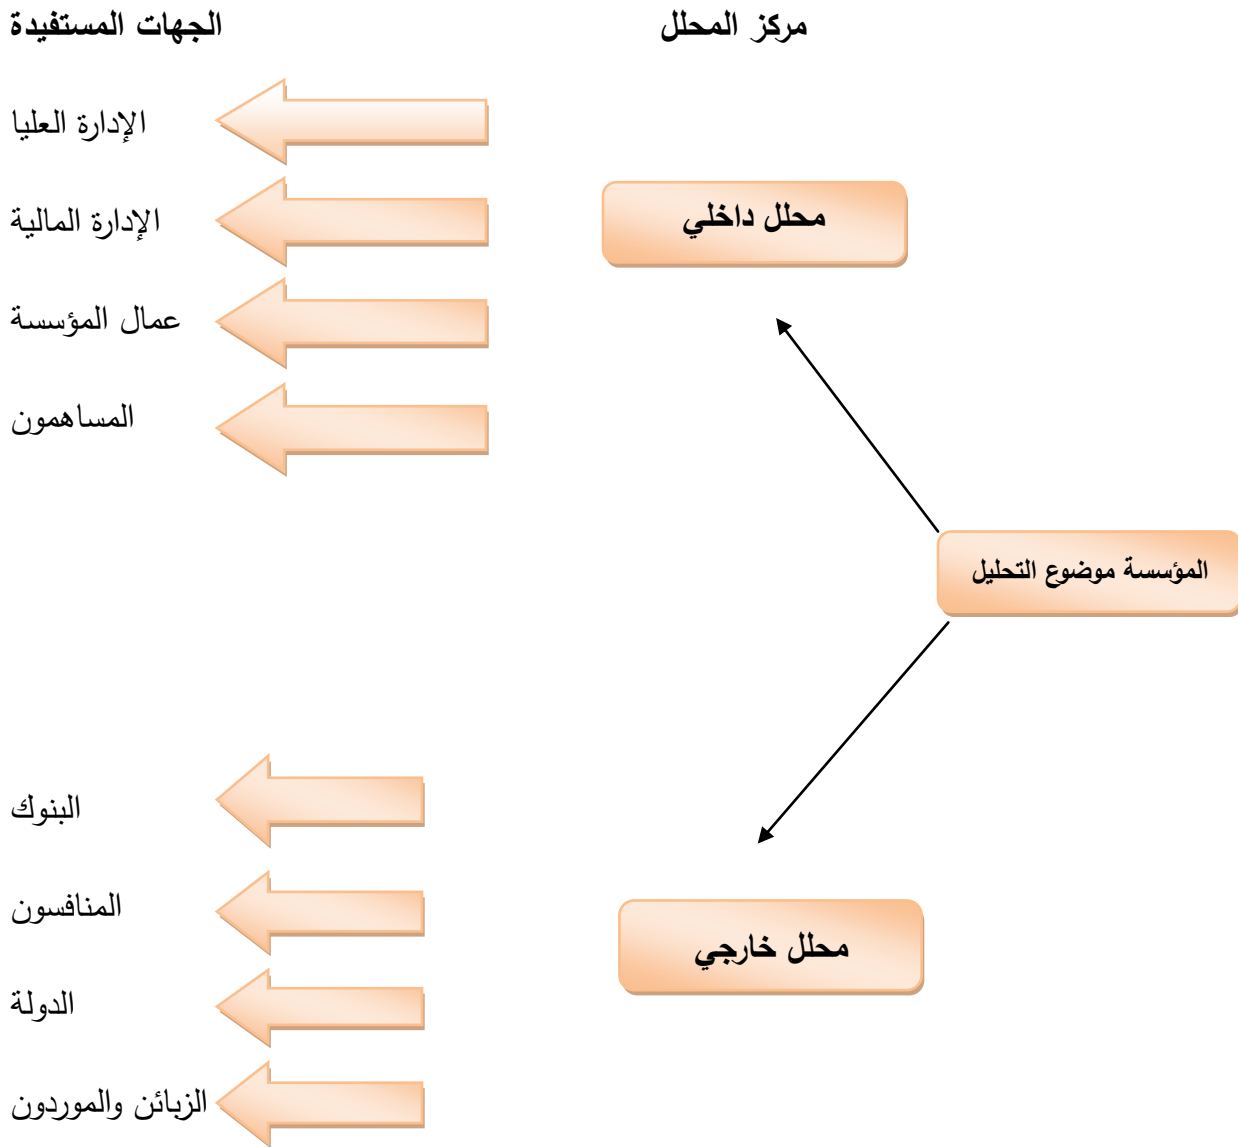 مركز المحلل
الجهات المستفيدة
محلل داخلي
الإدارة العليا
الإدارة المالية
عمال المؤسسة
المساهمون
المؤسسة موضوع التحليل
محلل خارجي
البنوك
المنافسون
الدولة
الزبائن والموردون